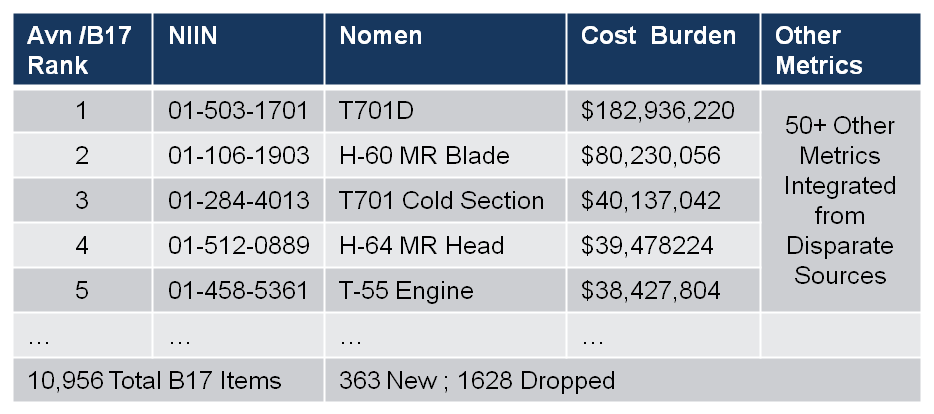 Avn /B17 Rank NIIN Nomen Cost Burden Other Metrics
1 01-503-1701 T701D $182,936,220
2 01-106-1903 H-60 MR Blade $80,230,056
3 01-284-4013 T701 Cold Section $40,137,042
4 01-512-0889 H-64 MR Head $39,478224
5 01-458-5361 T-55 Engine $38,427,804
50+ Other
Metrics
Integrated
from
Disparate
Sources
... ... ... ...
10,956 Total B17 Items 363 New ; 1628 Dropped